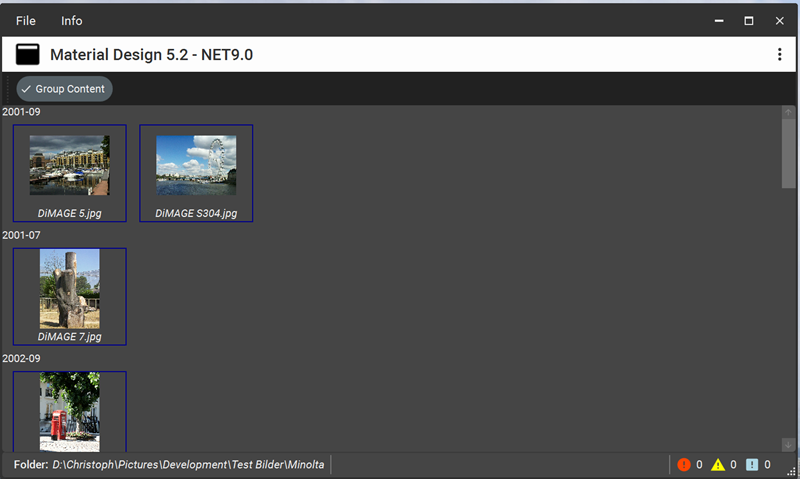 File Info
Material Design 5.2 - NET9.0
Group Content
2001-09
DiMAGE 5.jpg DiMAGE S304.jpg
2001-07
DiMAGE 7.jpg
2002-09
Folder: D:\Christoph\Pictures\Development\Test Bilder\Minolta 0 0 0